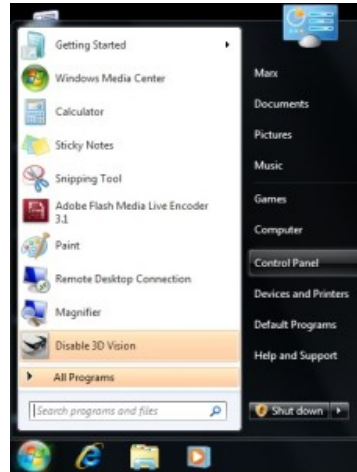 Getting Started
Windows Media Center
Calculator
Sticky Notes
Snipping Tool
Adobe Flash Media Live Encoder
3.1
Paint
Remote Desktop Connection
Magnifier
Disable 3D Vision
All Programs
Search programs and files
Marx
Documents
Pictures
Music
Games
Computer
Control Panel
Devices and Printers
Default Programs
Help and Support
Shut down